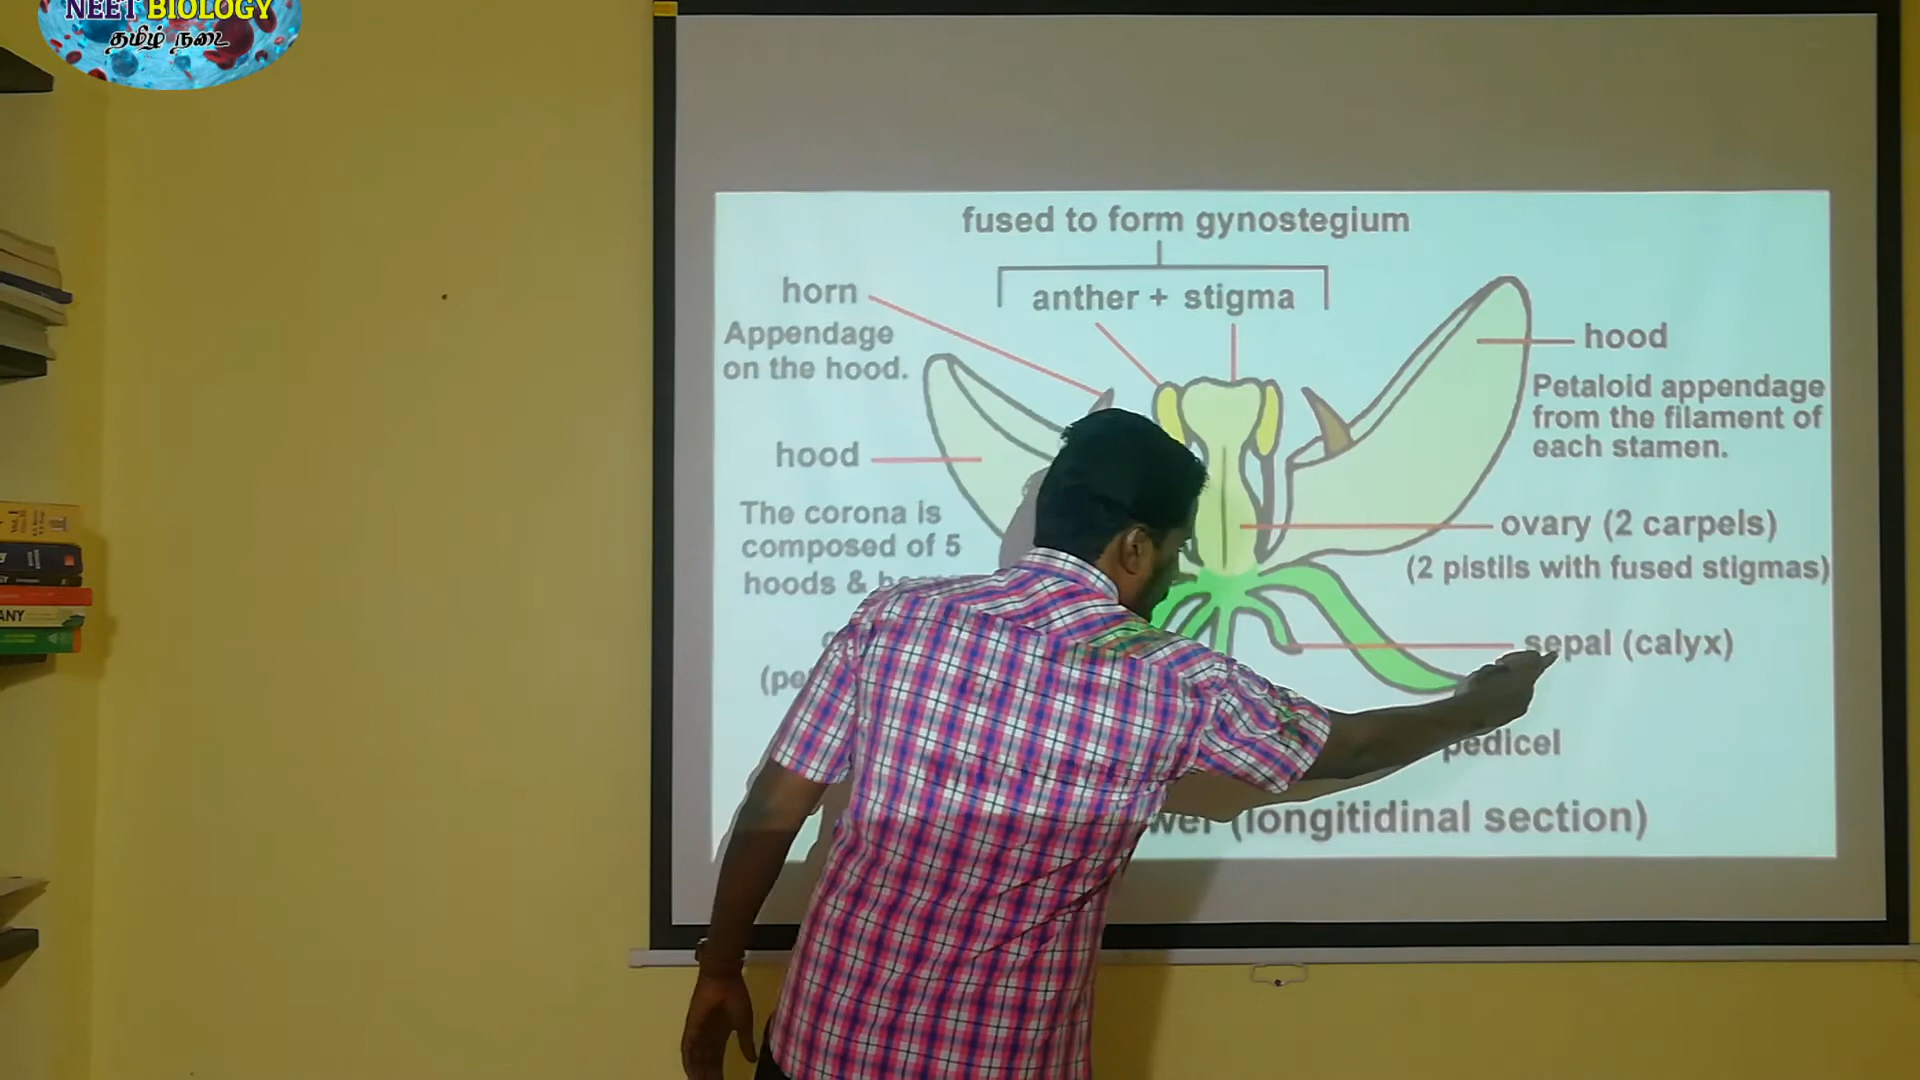 NEET BIOLOGY
தமிழ் நடை
fused to form gynostegium
anther + stigma
horn
Appendage
on the hood.
hood
Petaloid appendage
from the filament of
each stamen.
hood
The corona is
composed of 5
hoods &
ovary (2 carpels)
(2 pistils with fused stigmas)
sepal (calyx)
pedicel
(longitidinal section)
ANY